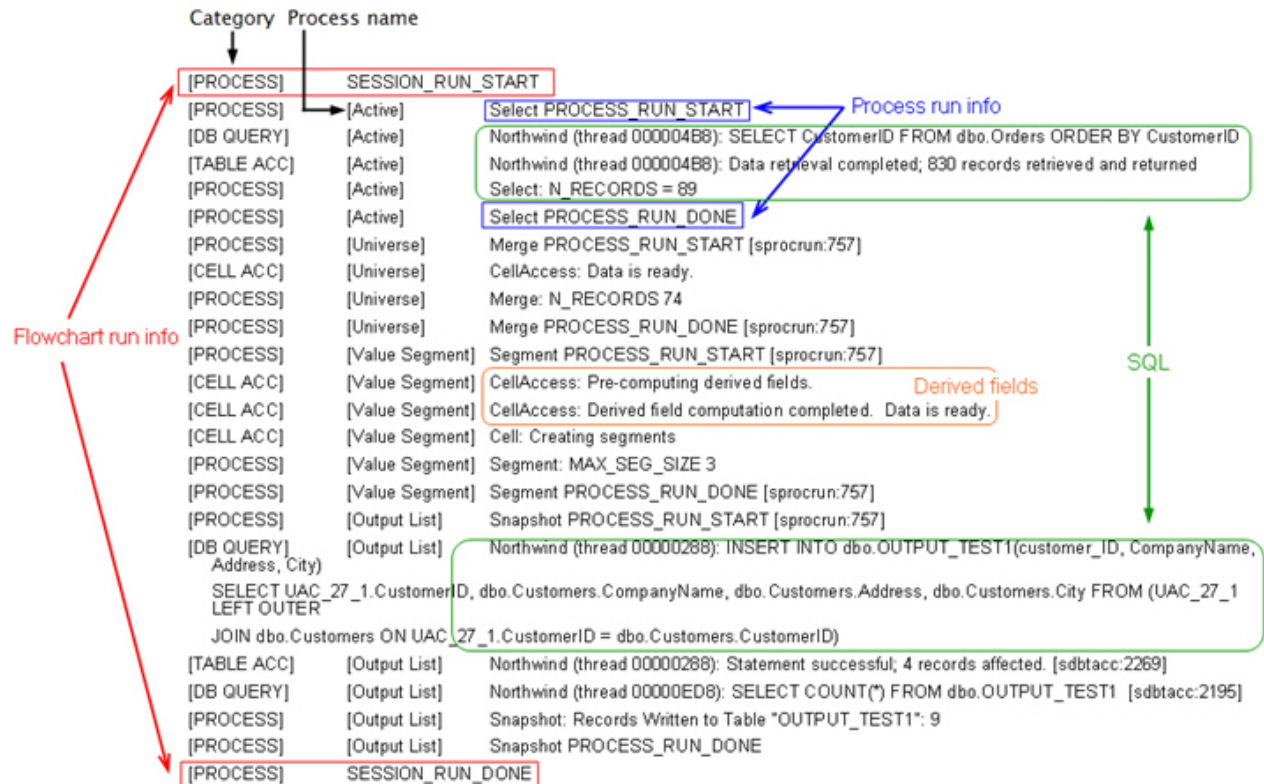 Category Process name
[PROCESS] SESSION_RUN_START
[PROCESS] [Active] Select PROCESS_RUN_START Process run info
[DB QUERY] [Active] Northwind (thread 000004B8): SELECT CustomerID FROM dbo.Orders ORDER BY CustomerID
[TABLE ACC] [Active] Northwind (thread 000004B8): Data retrieval completed; 830 records retrieved and returned
[PROCESS] [Active] Select: N_RECORDS = 89
[PROCESS] [Active] Select PROCESS_RUN_DONE
[PROCESS] [Universe] Merge PROCESS_RUN_START [sprocrun:757]
[CELL ACC] [Universe] CellAccess: Data is ready.
[PROCESS] [Universe] Merge: N_RECORDS 74
[PROCESS] [Universe] Merge PROCESS_RUN_DONE [sprocrun:757]
Flowchart run info
[PROCESS] [Value Segment] Segment PROCESS_RUN_START [sprocrun:757]
SQL
[CELL ACC] [Value Segment] CellAccess: Pre-computing derived fields. Derived fields
[CELL ACC] [Value Segment] CellAccess: Derived field computation completed. Data is ready.
[CELL ACC] [Value Segment] Cell: Creating segments
[PROCESS] [Value Segment] Segment: MAX_SEG_SIZE 3
[PROCESS] [Value Segment] Segment PROCESS_RUN_DONE [sprocrun:757]
[PROCESS] [Output List] Snapshot PROCESS_RUN_START [sprocrun:757]
[DB QUERY] [Output List] Northwind (thread 00000288): INSERT INTO dbo.OUTPUT_TEST1(customer_ID, CompanyName,
Address, City)
SELECT UAC_27_1.CustomerID, dbo.Customers.CompanyName, dbo.Customers.Address, dbo.Customers.City FROM (UAC_27_1
LEFT OUTER
JOIN dbo.Customers ON UAC_27_1.CustomerID = dbo.Customers.CustomerID)
[TABLE ACC] [Output List] Northwind (thread 00000288): Statement successful; 4 records affected. [sdbtacc:2269]
[DB QUERY] [Output List] Northwind (thread 00000ED8): SELECT COUNT(*) FROM dbo.OUTPUT_TEST1 [sdbtacc:2195]
[PROCESS] [Output List] Snapshot: Records Written to Table "OUTPUT_TEST1": 9
[PROCESS] [Output List] Snapshot PROCESS_RUN_DONE
[PROCESS] SESSION_RUN_DONE